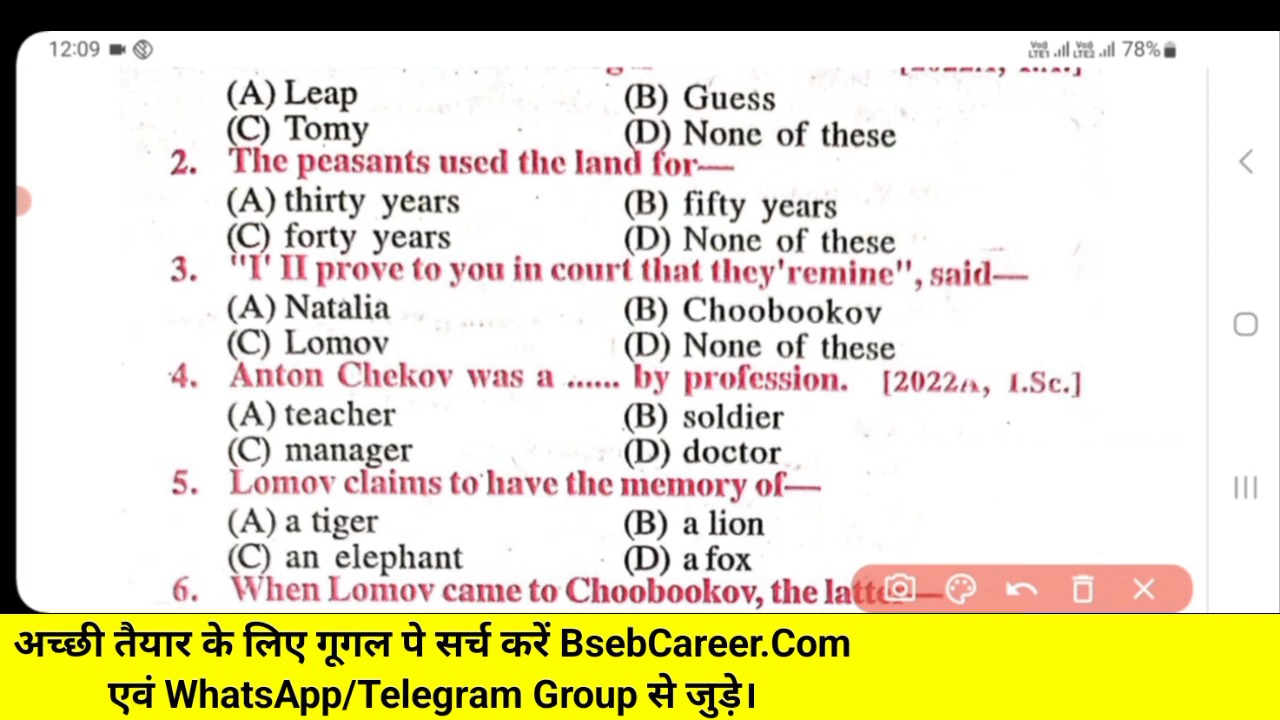 12:09 78%
(A) Leap (B) Guess
(C) Tomy (D) None of these
2. The peasants used the land for—
(A) thirty years (B) fifty years
(C) forty years (D) None of these
3. "I' II prove to you in court that they'remine", said—
(A) Natalia (B) Choobookov
(C) Lomov (D) None of these
4. Anton Chekov was a ...... by profession. [2022A, I.Sc.]
(A) teacher (B) soldier
(C) manager (D) doctor
5. Lomov claims to have the memory of—
(A) a tiger (B) a lion
(C) an elephant (D) a fox
6. When Lomov came to Choobookov, the
अच्छी तैयार के लिए गूगल पे सर्च करें BsebCareer.Com
एवं WhatsApp/Telegram Group से जुड़े।